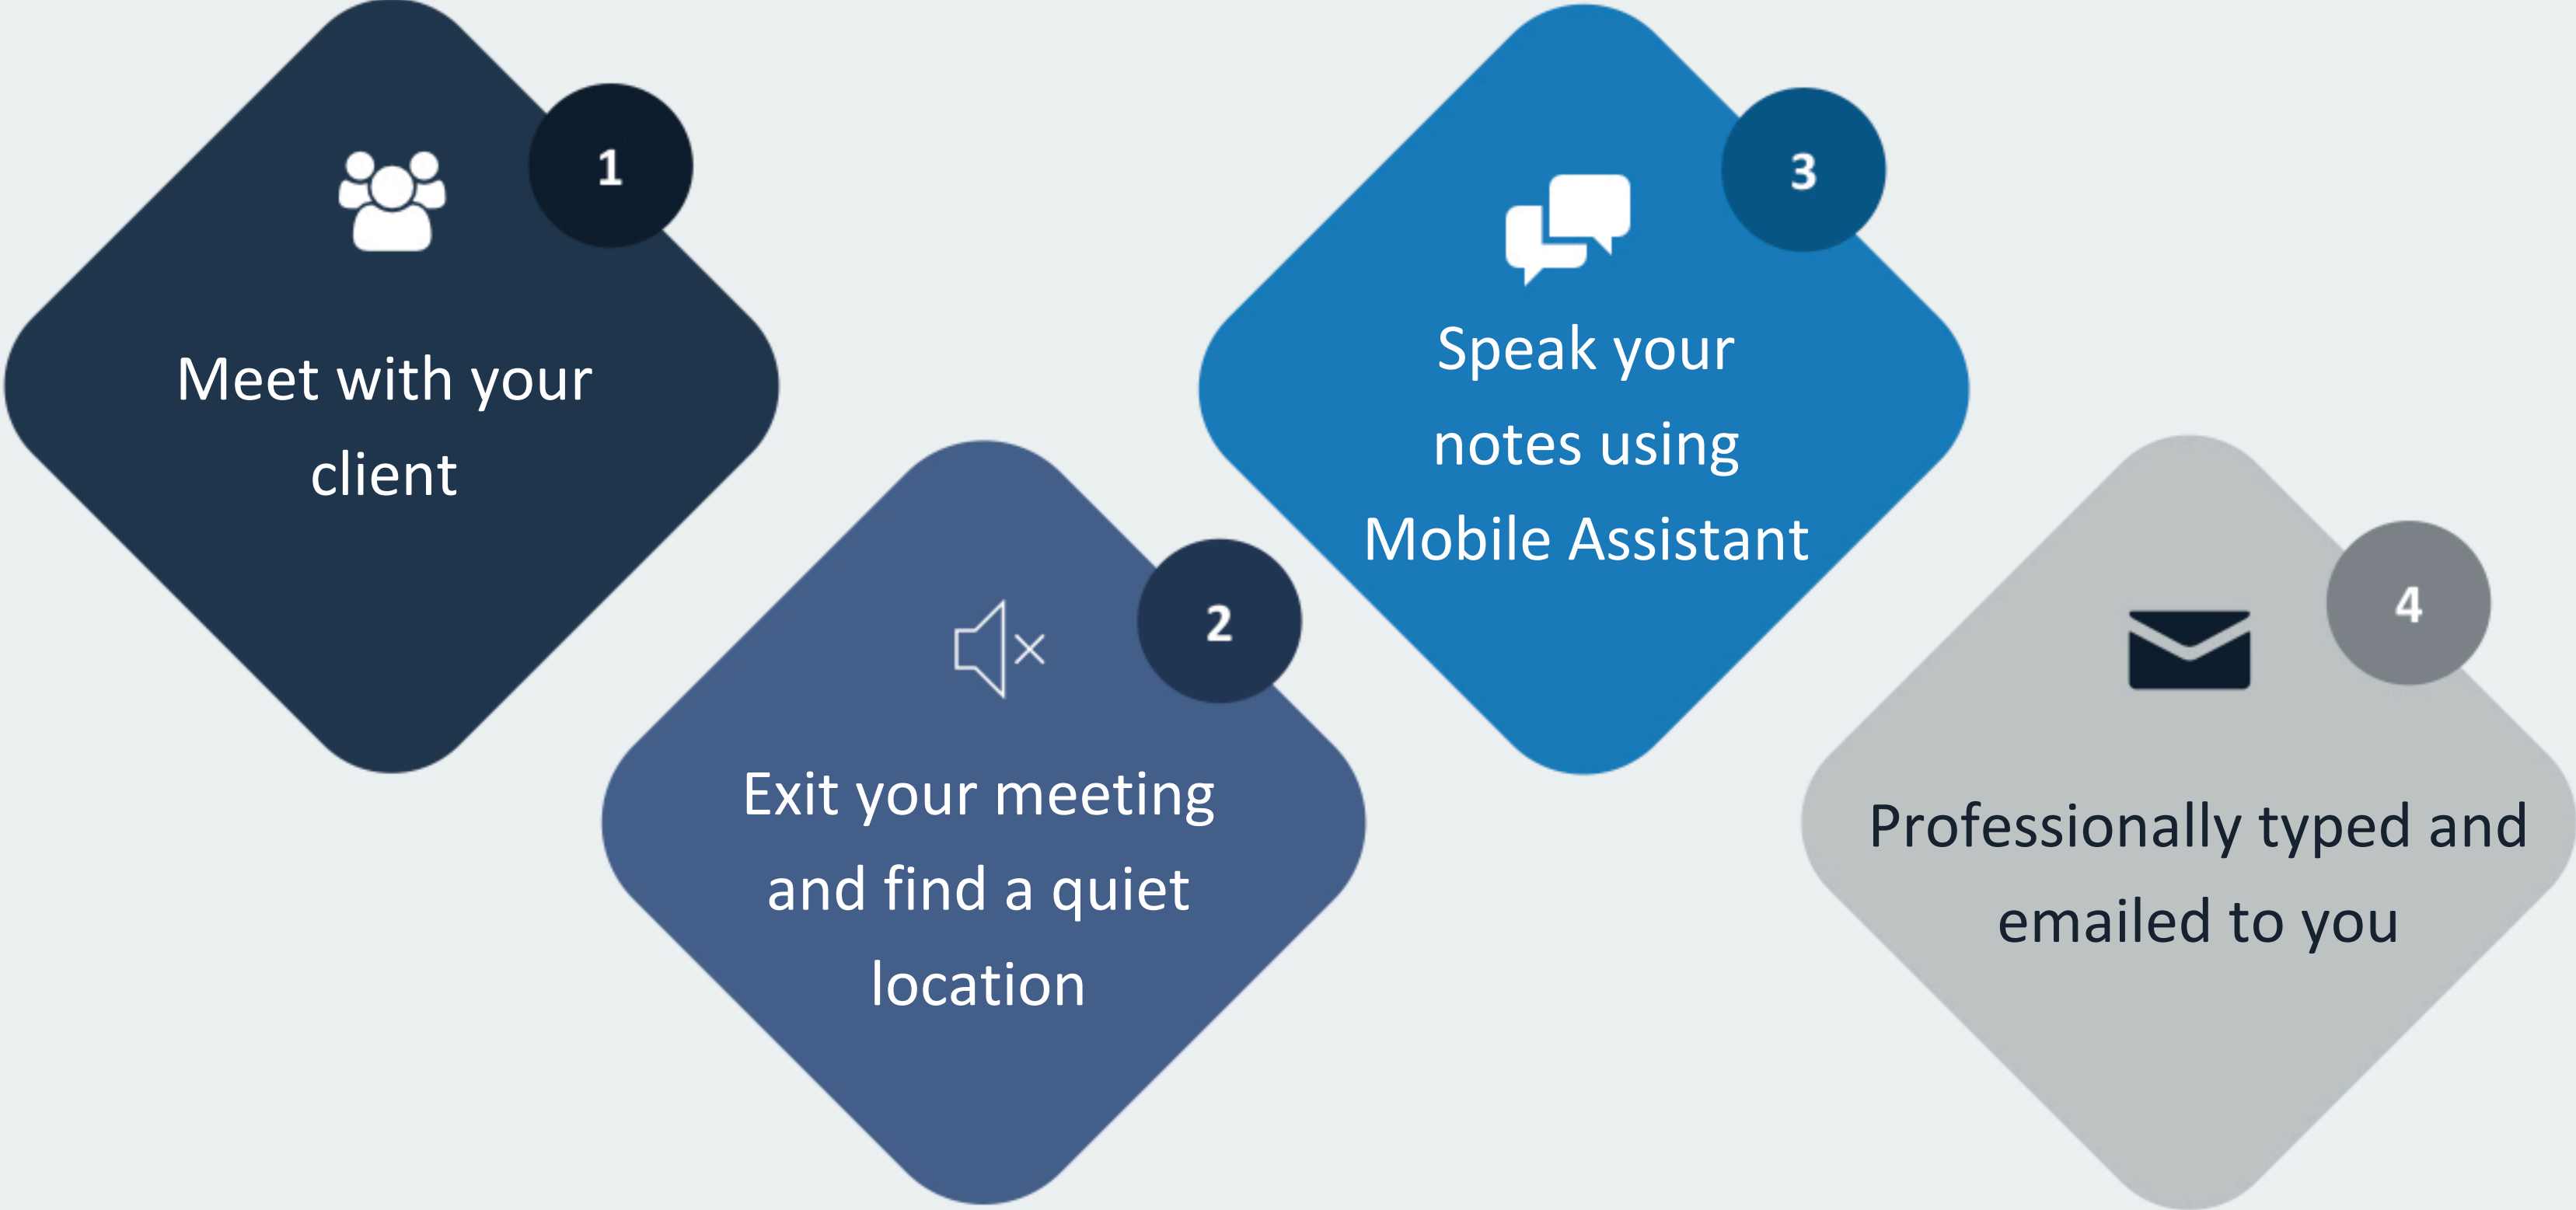 1
Meet with your
client
2
Exit your meeting
and find a quiet
location
3
Speak your
notes using
Mobile Assistant
4
Professionally typed and
emailed to you